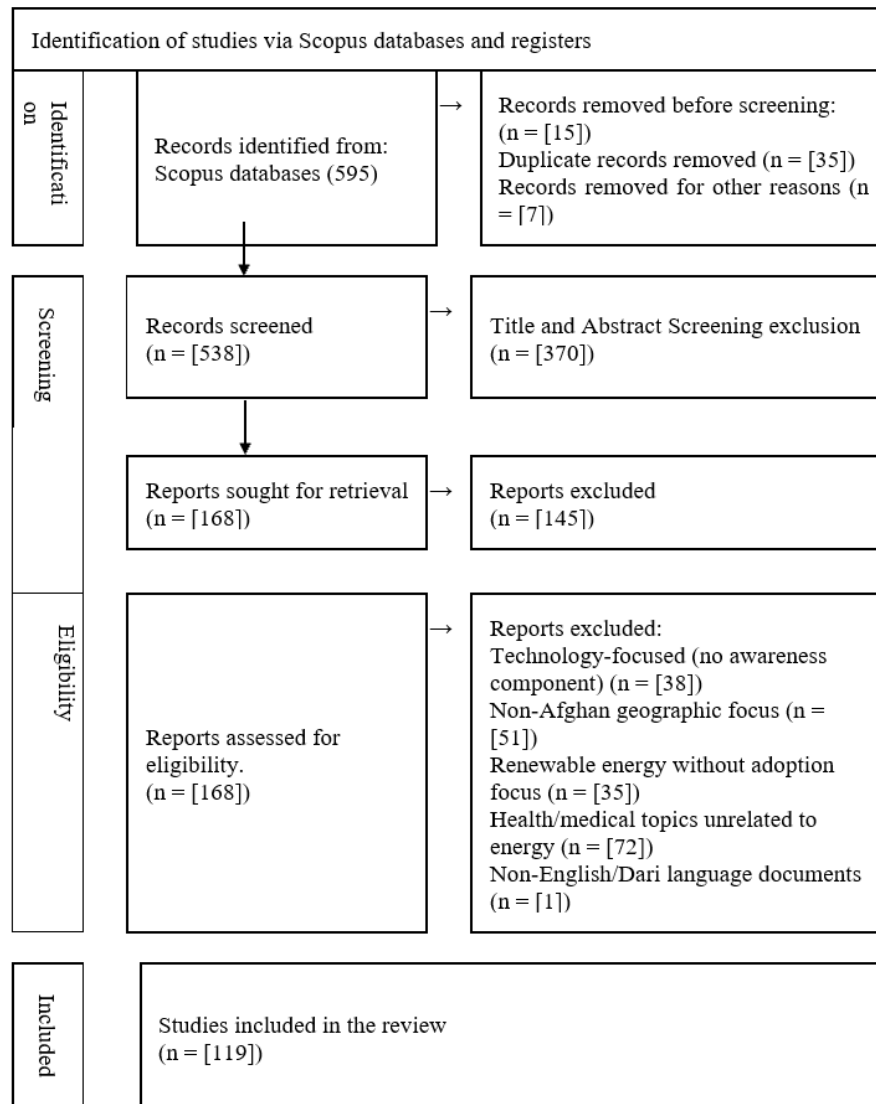 Identification of studies via Scopus databases and registers
Identificati
on
Records identified from:
Scopus databases (595)
→
Records removed before screening:
(n = [15])
Duplicate records removed (n = [35])
Records removed for other reasons (n
= [7])
Screening
Records screened
(n = [538])
→
Title and Abstract Screening exclusion
(n = [370])
Reports sought for retrieval
(n = [168])
→
Reports excluded
(n = [145])
Eligibility
Reports assessed for
eligibility.
(n = [168])
→
Reports excluded:
Technology-focused (no awareness
component) (n = [38])
Non-Afghan geographic focus (n =
[51])
Renewable energy without adoption
focus (n = [35])
Health/medical topics unrelated to
energy (n = [72])
Non-English/Dari language documents
(n = [1])
Included
Studies included in the review
(n = [119])